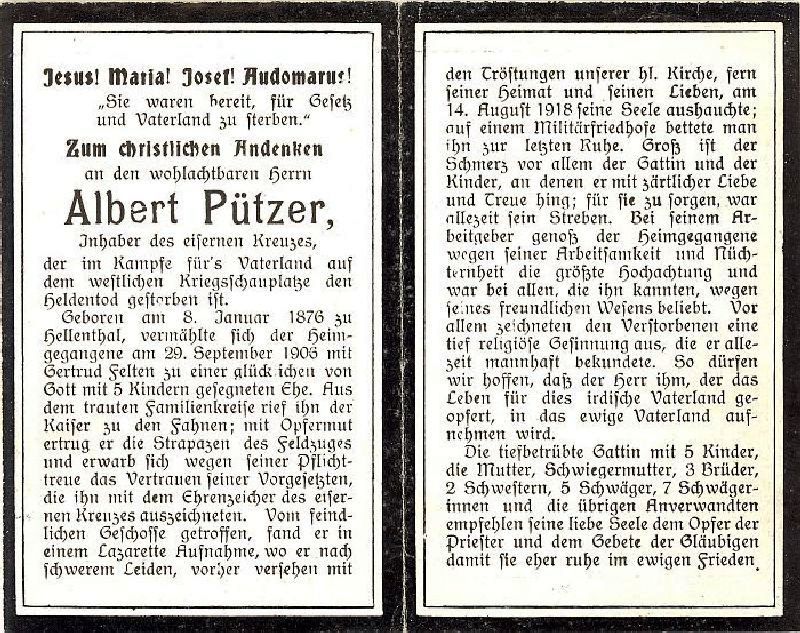 Jesus! Maria! Josef! Audomarus!
„Sie waren bereit, für Gesetz
und Vaterland zu sterben.“
Zum christlichen Andenken
an den wohlachtbaren Herrn
Albert Pützer,
Inhaber des eisernen Kreuzes,
der im Kampfe für's Vaterland auf
dem westlichen Kriegsschauplatze den
Heldentod gestorben ist.
Geboren am 8. Januar 1876 zu
Hellenthal, vermählte sich der Heim-
gegangene am 29. September 1906 mit
Gertrud Felten zu einer glücklichen von
Gott mit 5 Kindern gesegneten Ehe. Aus
dem trauten Familienkreise rief ihn der
Kaiser zu den Fahnen; mit Opfermut
ertrug er die Strapazen des Feldzuges
und erwarb sich wegen seiner Pflicht-
treue das Vertrauen seiner Vorgesetzten,
die ihn mit dem Ehrenzeichen des eiser-
nen Kreuzes auszeichneten. Vom feind-
lichen Geschosse getroffen, fand er in
einem Lazarette Aufnahme, wo er nach
schwerem Leiden, vorher versehen mit
den Tröstungen unserer hl. Kirche, fern
seiner Heimat und seinen Lieben, am
14. August 1918 seine Seele aushauchte;
auf einem Militärfriedhofe bettete man
ihn zur letzten Ruhe. Groß ist der
Schmerz vor allem der Gattin und der
Kinder, an denen er mit zärtlicher Liebe
und Treue hing; für sie zu sorgen, war
allezeit sein Streben. Bei seinem Ar-
beitgeber genoß der Heimgegangene
wegen seiner Arbeitsamkeit und Nüch-
ternheit die größte Hochachtung und
war bei allen, die ihn kannten, wegen
seines freundlichen Wesens beliebt. Vor
allem zeichneten den Verstorbenen eine
tief religiöse Gesinnung aus, die er alle-
zeit mannhaft bekundete. So dürfen
wir hoffen, daß der Herr ihm, der das
Leben für dies irdische Vaterland ge-
opfert, in das ewige Vaterland auf-
nehmen wird.
Die tiefbetrübte Gattin mit 5 Kinder,
die Mutter, Schwiegermutter, 3 Brüder,
2 Schwestern, 5 Schwäger, 7 Schwäger-
innen und die übrigen Anverwandten
empfehlen seine liebe Seele dem Opfer der
Priester und dem Gebete der Gläubigen
damit sie eher ruhe im ewigen Frieden.